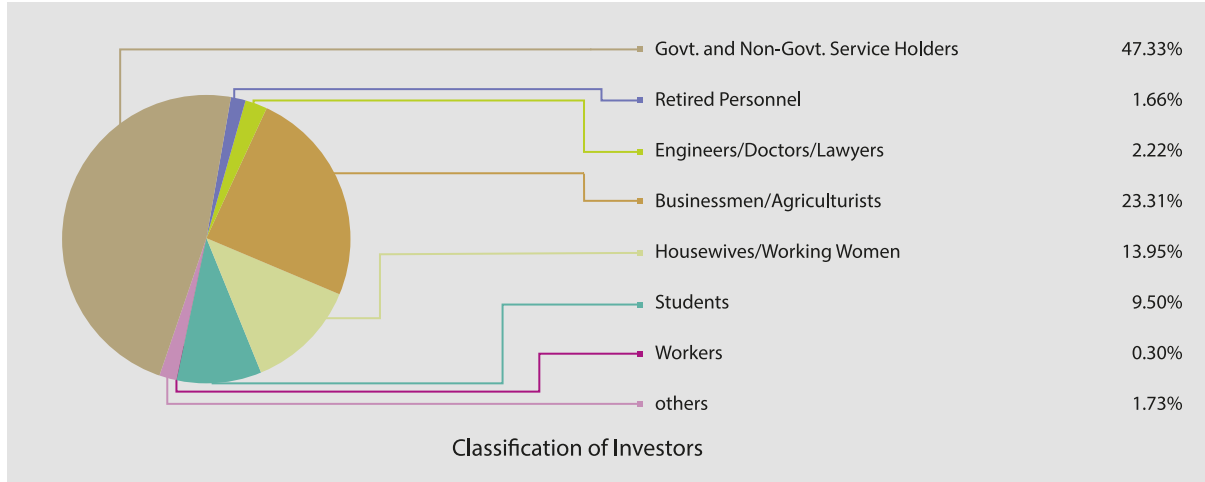 Govt. and Non-Govt. Service Holders 47.33%
Retired Personnel 1.66%
Engineers/Doctors/Lawyers 2.22%
Businessmen/Agriculturists 23.31%
Housewives/Working Women 13.95%
Students 9.50%
Workers 0.30%
others 1.73%
Classification of Investors